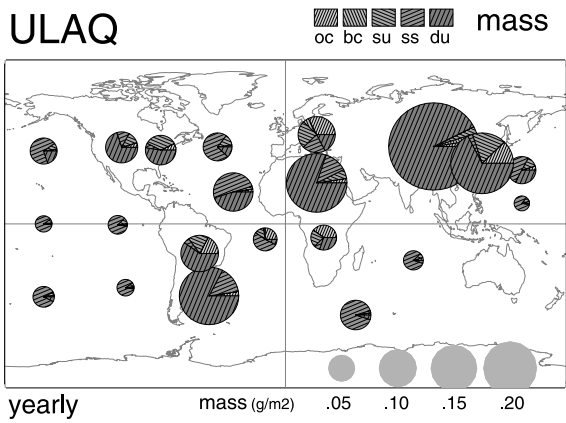 ULAQ
mass
oc bc su ss du
yearly
mass (g/m2) .05 .10 .15 .20